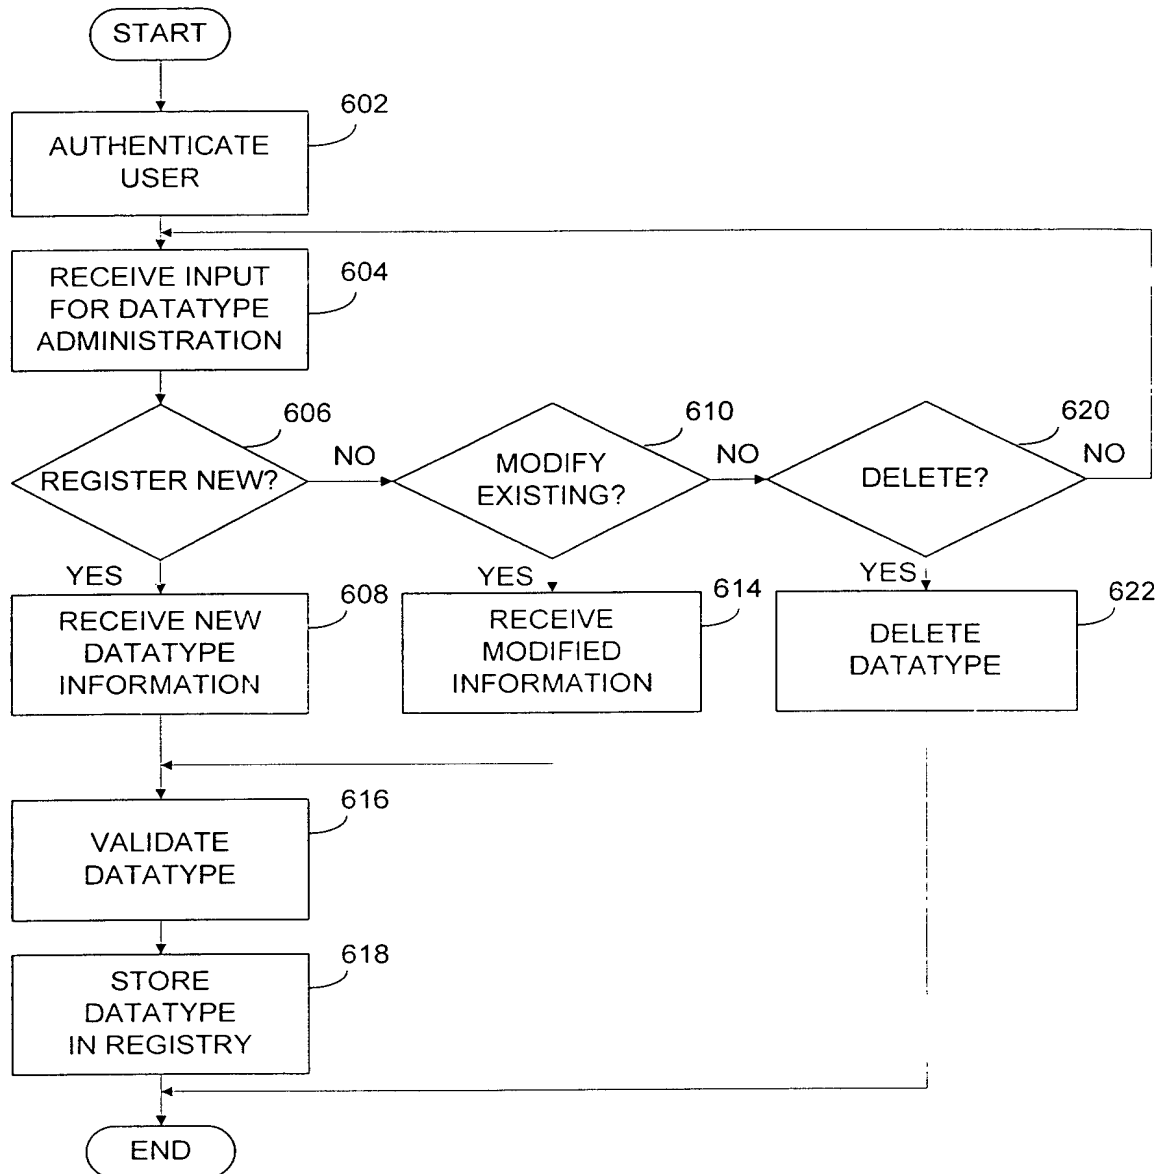 START
602
AUTHENTICATE
USER
604
RECEIVE INPUT
FOR DATATYPE
ADMINISTRATION
606
REGISTER NEW?
NO
610
MODIFY
EXISTING?
NO
620
DELETE?
NO
YES
608
RECEIVE NEW
DATATYPE
INFORMATION
YES
614
RECEIVE
MODIFIED
INFORMATION
YES
622
DELETE
DATATYPE
616
VALIDATE
DATATYPE
618
STORE
DATATYPE
IN REGISTRY
END